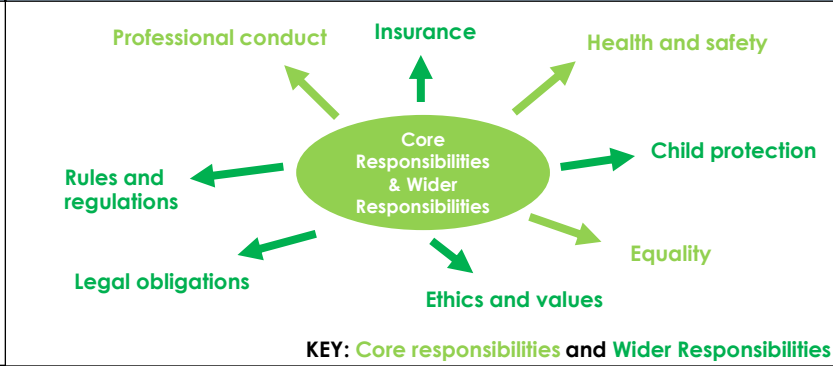 Professional conduct
Insurance
Health and safety
Core
Responsibilities
& Wider
Responsibilities
Child protection
Rules and
regulations
Equality
Legal obligations
Ethics and values
KEY: Core responsibilities and Wider Responsibilities